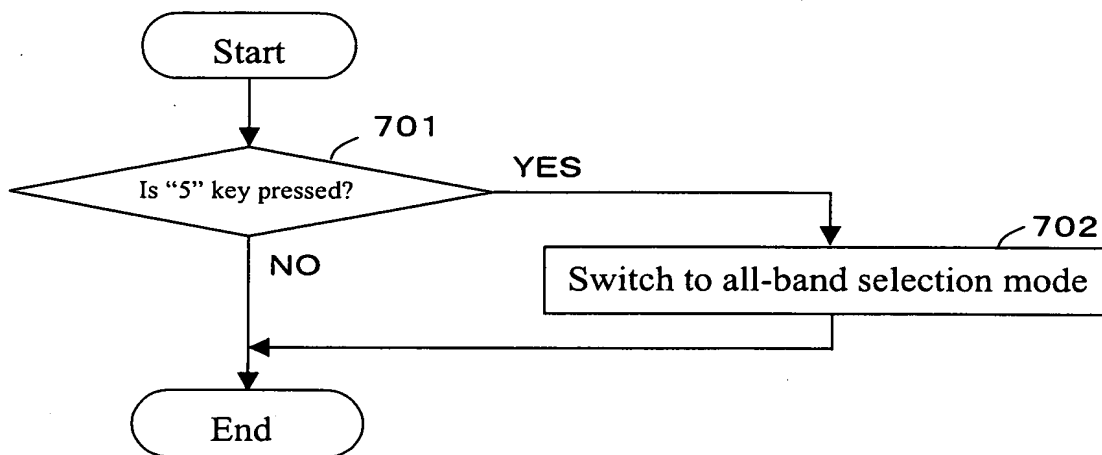 Start
701
Is “5” key pressed?
YES
702
NO
Switch to all-band selection mode
End